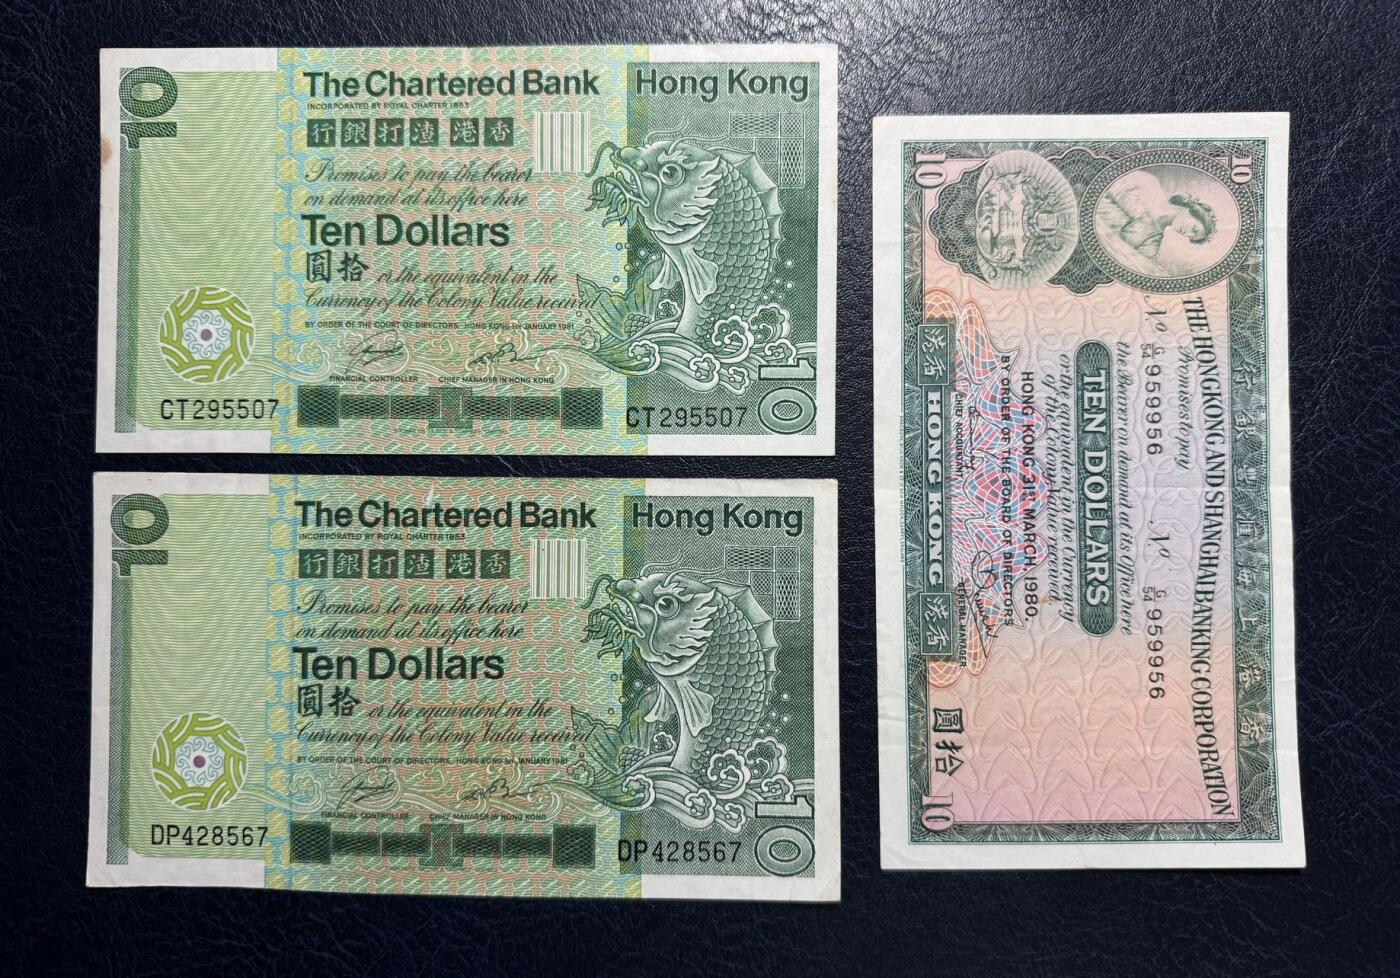 10
The Chartered Bank
Hong Kong
INCORPORATED BY ROYAL CHARTER 1853
行銀打渣港香
Promises to pay the bearer
on demand at its office here
Ten Dollars
圓拾 or the equivalent in the
Currency of the Colony Value received
BY ORDER OF THE COURT OF DIRECTORS, HONG KONG 1ST JANUARY 1981
FINANCIAL CONTROLLER CHIEF MANAGER IN HONG KONG
CT295507
CT295507
10
10
The Chartered Bank
Hong Kong
INCORPORATED BY ROYAL CHARTER 1853
行銀打渣港香
Promises to pay the bearer
on demand at its office here
Ten Dollars
圓拾 or the equivalent in the
Currency of the Colony Value received
BY ORDER OF THE COURT OF DIRECTORS, HONG KONG 1ST JANUARY 1981
FINANCIAL CONTROLLER CHIEF MANAGER IN HONG KONG
DP428567
DP428567
10
10
行 海上
THE HONGKONG AND SHANGHAI BANKING CORPORATION
Promises to pay
No G/54 959956 No G/54 959956
the Bearer on demand at its Office here
TEN DOLLARS
or the equivalent in the Currency
of the Colony Value received
HONG KONG 31ST MARCH 1980.
BY ORDER OF THE BOARD OF DIRECTORS
CHIEF ACCOUNTANT
GENERAL MANAGER
港香 HONG KONG 港香
圓拾
10
10